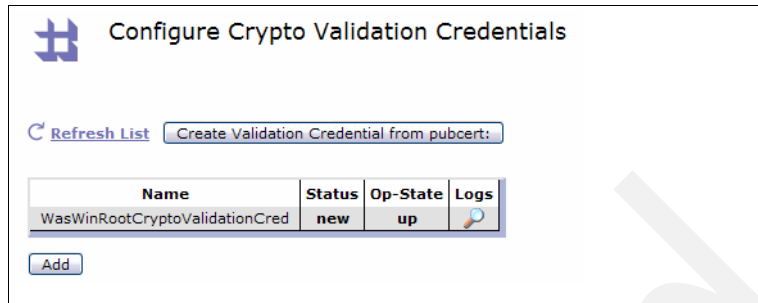 Configure Crypto Validation Credentials
Refresh List Create Validation Credential from pubcert:
Name Status Op-State Logs
WasWinRootCryptoValidationCred new up
Add